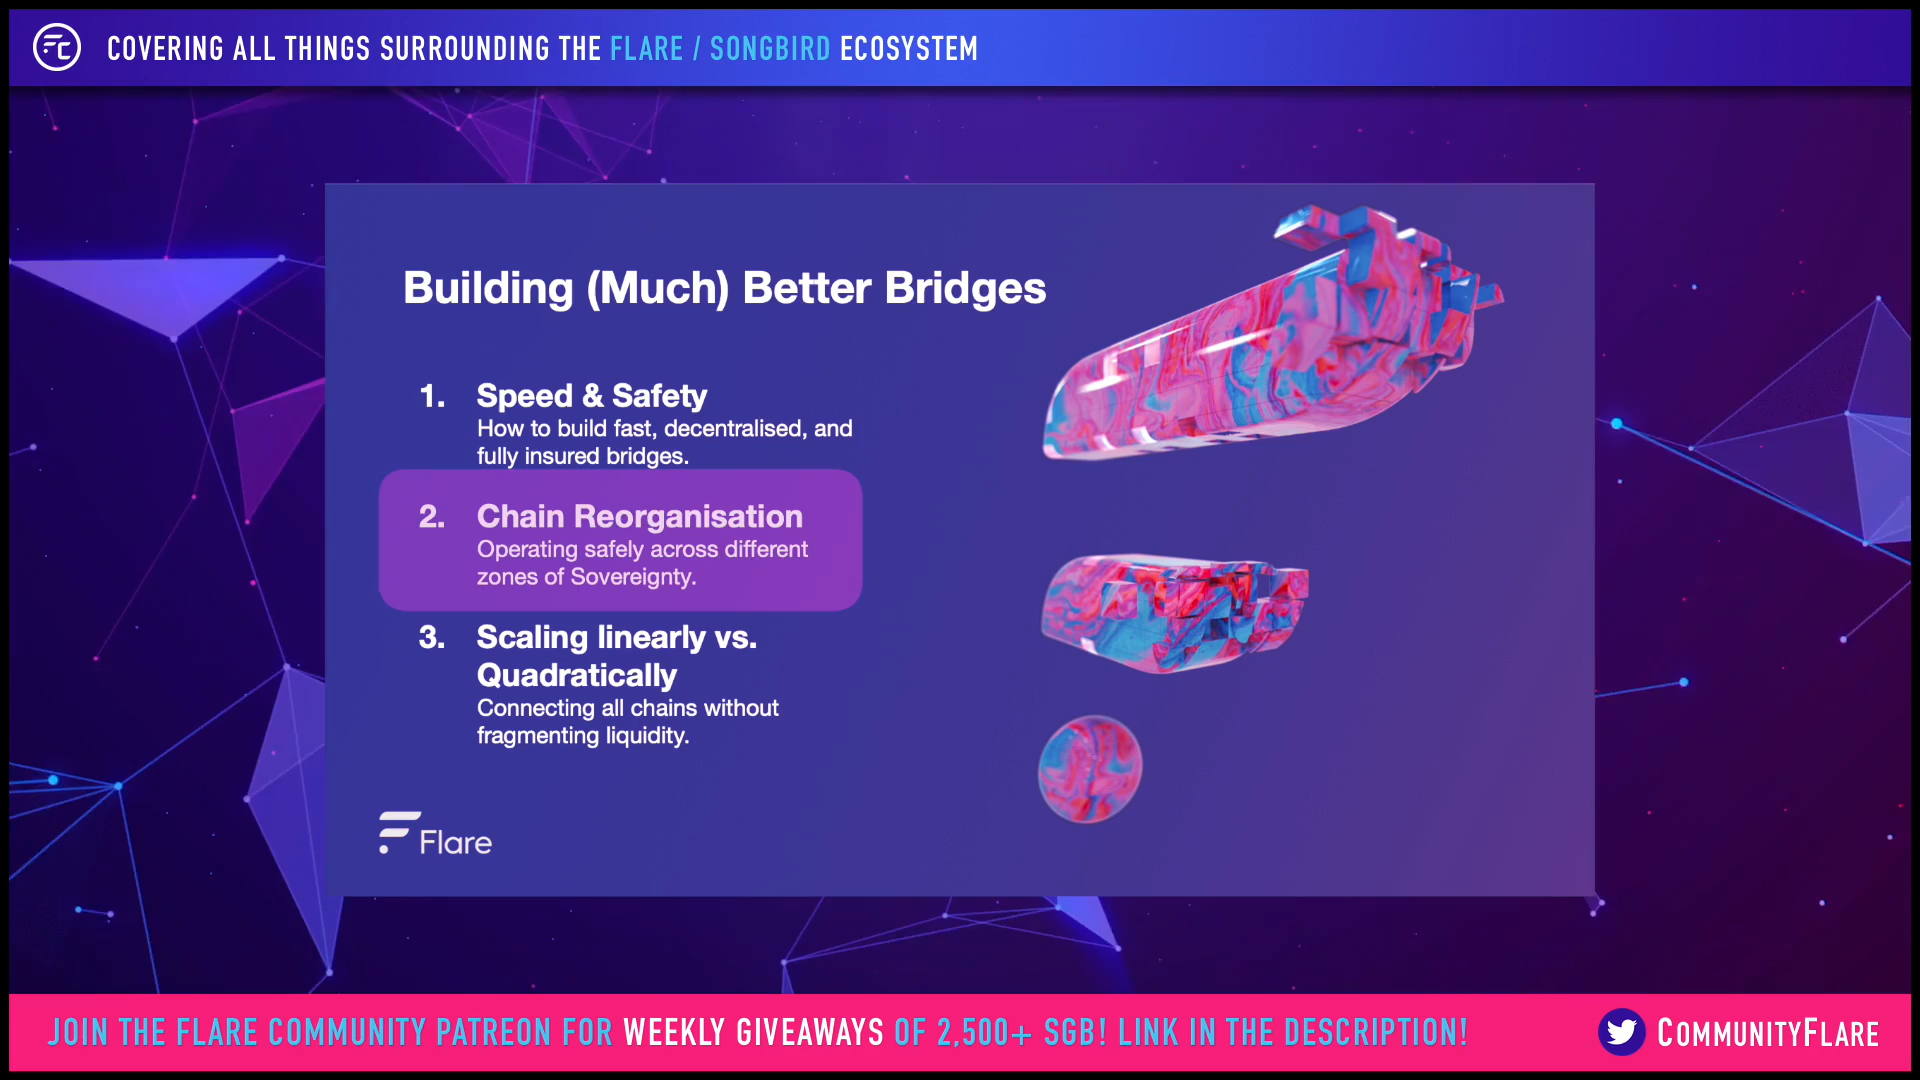 COVERING ALL THINGS SURROUNDING THE FLARE / SONGBIRD ECOSYSTEM
Building (Much) Better Bridges
1. Speed & Safety
How to build fast, decentralised, and
fully insured bridges.
2. Chain Reorganisation
Operating safely across different
zones of Sovereignty.
3. Scaling linearly vs.
Quadratically
Connecting all chains without
fragmenting liquidity.
Flare
JOIN THE FLARE COMMUNITY PATREON FOR WEEKLY GIVEAWAYS OF 2,500+ SGB! LINK IN THE DESCRIPTION!
COMMUNITYFLARE